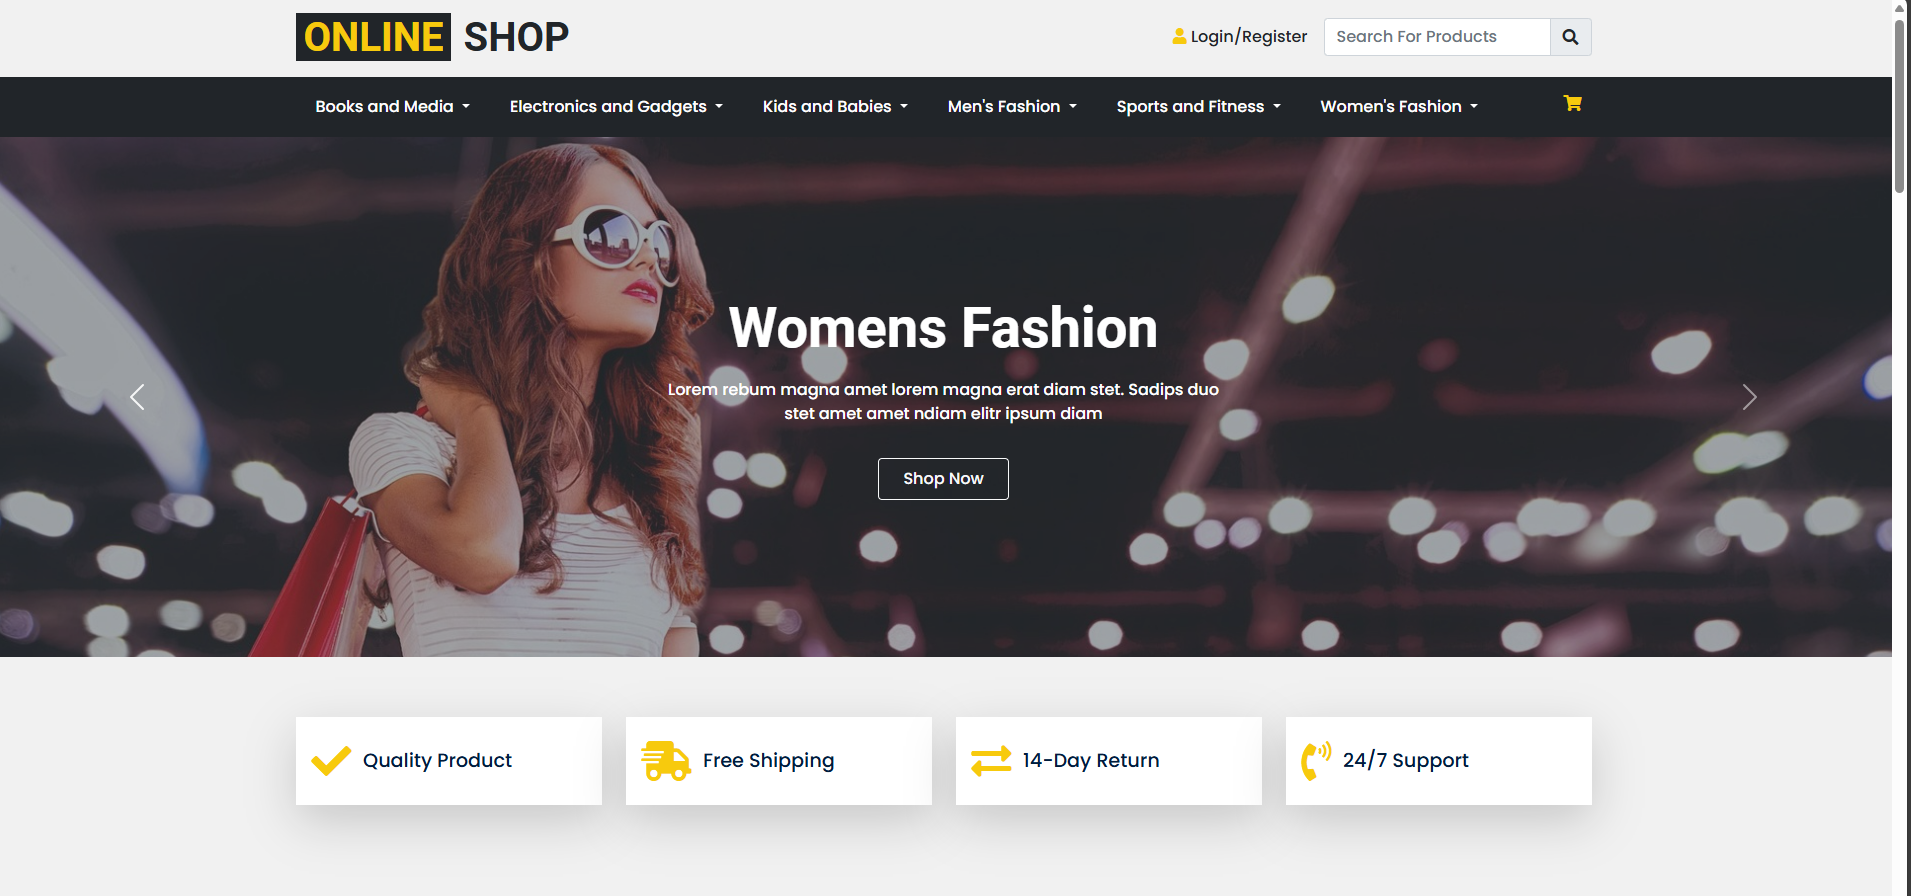 ONLINE SHOP
Login/Register
Search For Products
Books and Media
Electronics and Gadgets
Kids and Babies
Men's Fashion
Sports and Fitness
Women's Fashion
Womens Fashion
Lorem rebum magna amet lorem magna erat diam stet. Sadips duo
stet amet amet ndiam elitr ipsum diam
Shop Now
Quality Product
Free Shipping
14-Day Return
24/7 Support